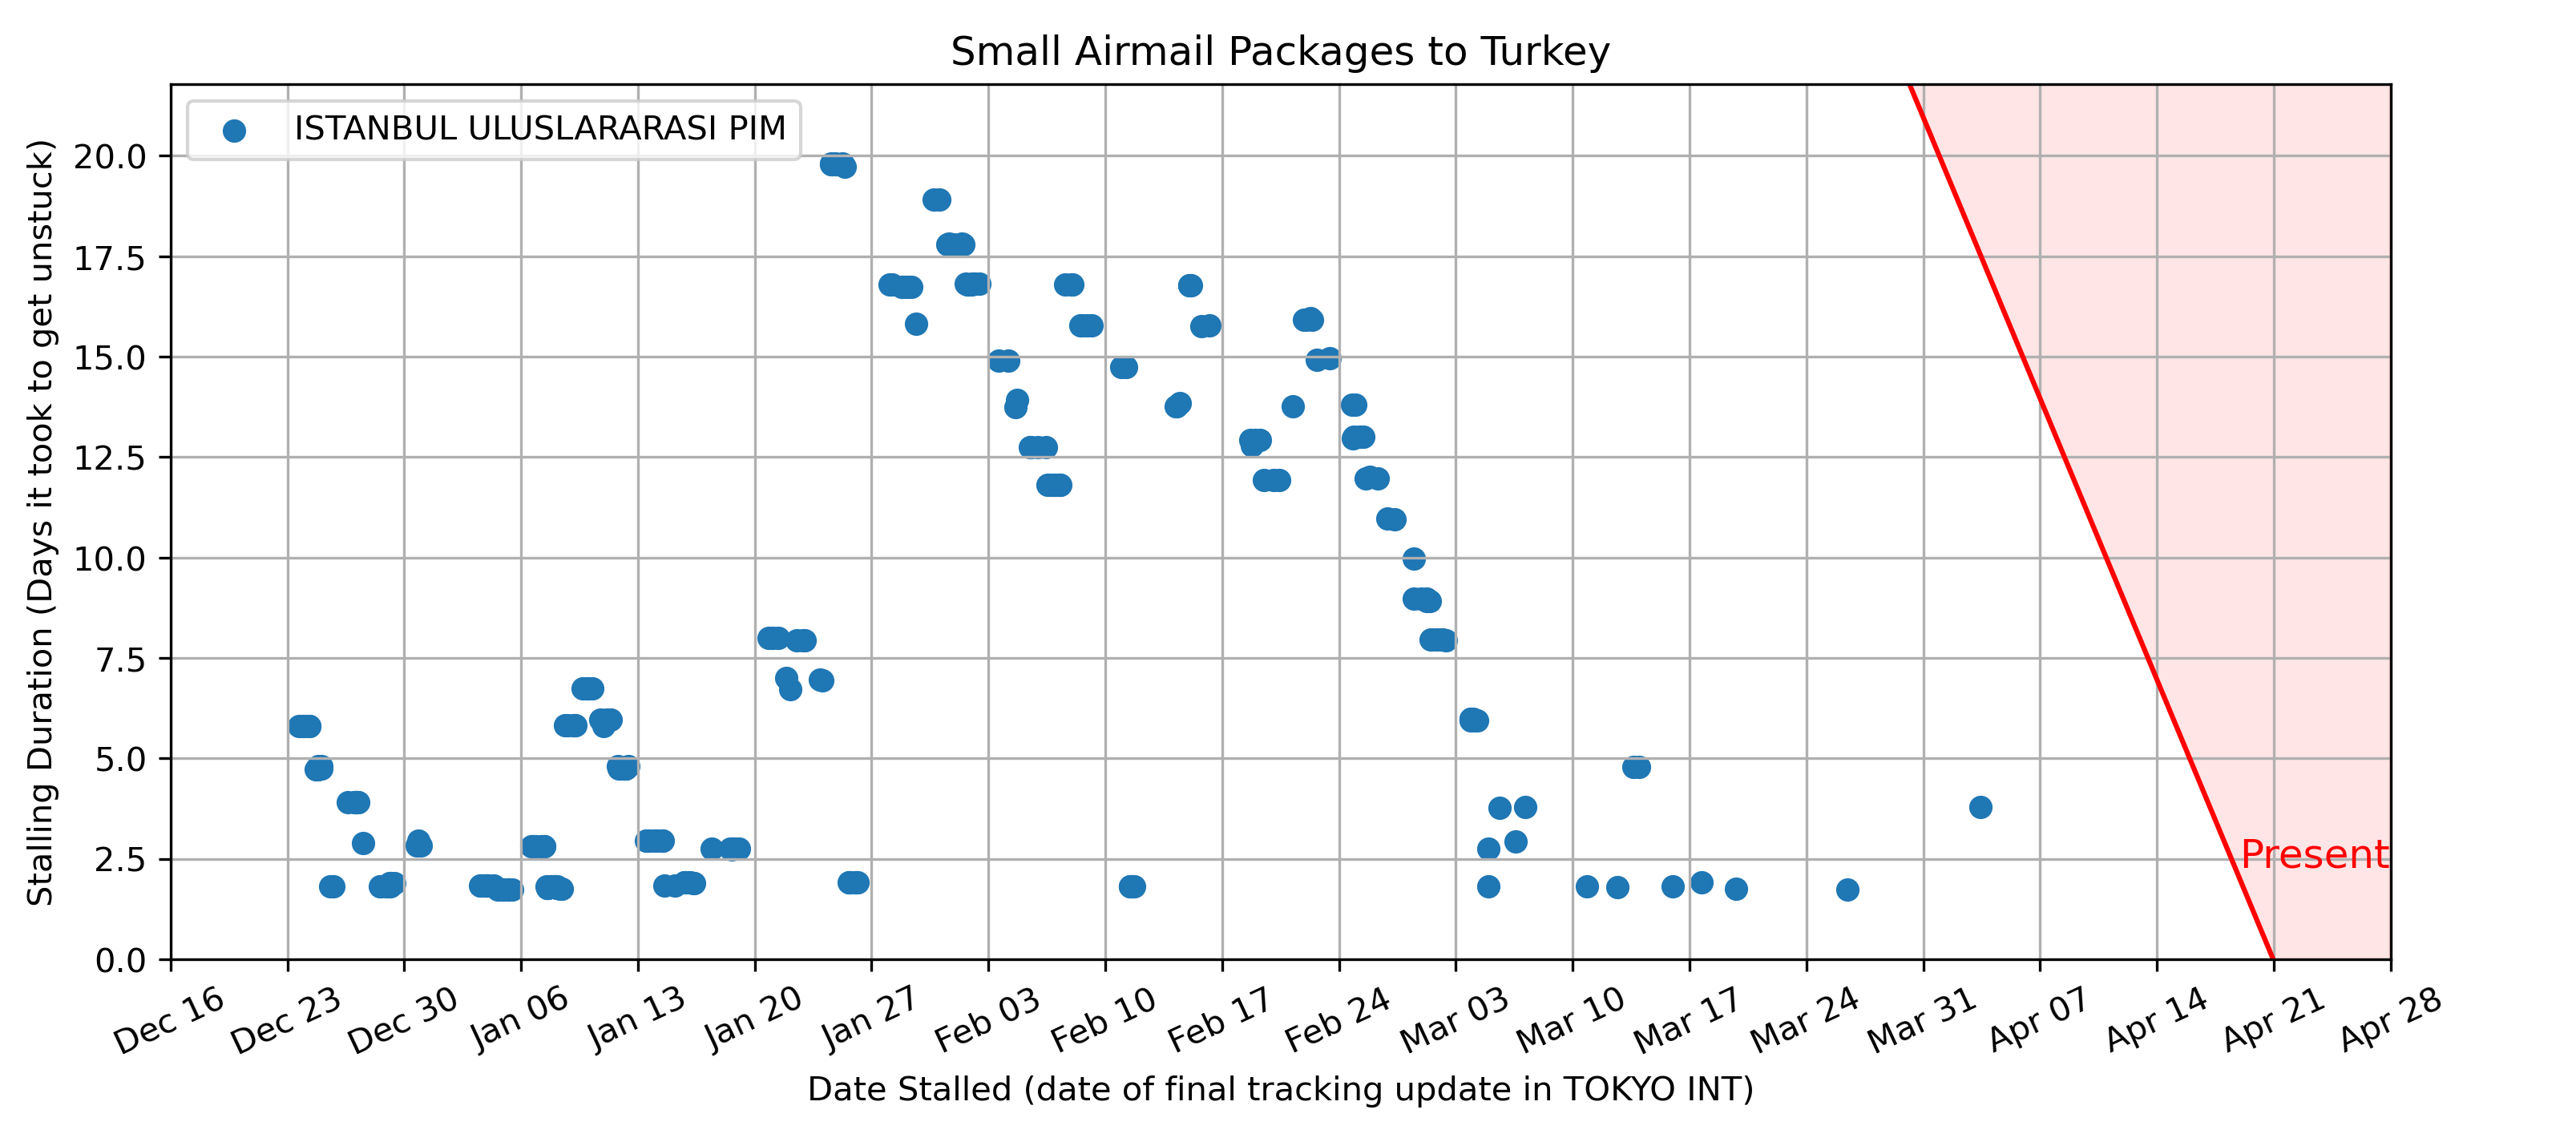 Small Airmail Packages to Turkey
ISTANBUL ULUSLARARASI PIM
Stalling Duration (Days it took to get unstuck)
20.0
17.5
15.0
12.5
10.0
7.5
5.0
2.5
0.0
Present
Dec 16
Dec 23
Dec 30
Jan 06
Jan 13
Jan 20
Jan 27
Feb 03
Feb 10
Feb 17
Feb 24
Mar 03
Mar 10
Mar 17
Mar 24
Mar 31
Apr 07
Apr 14
Apr 21
Apr 28
Date Stalled (date of final tracking update in TOKYO INT)